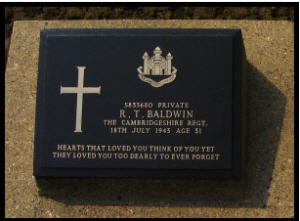 5833680 PRIVATE
R. T. BALDWIN
THE CAMBRIDGESHIRE REGT.
18TH JULY 1943 AGE 31
HEARTS THAT LOVED YOU THINK OF YOU YET
THEY LOVED YOU TOO DEARLY TO EVER FORGET